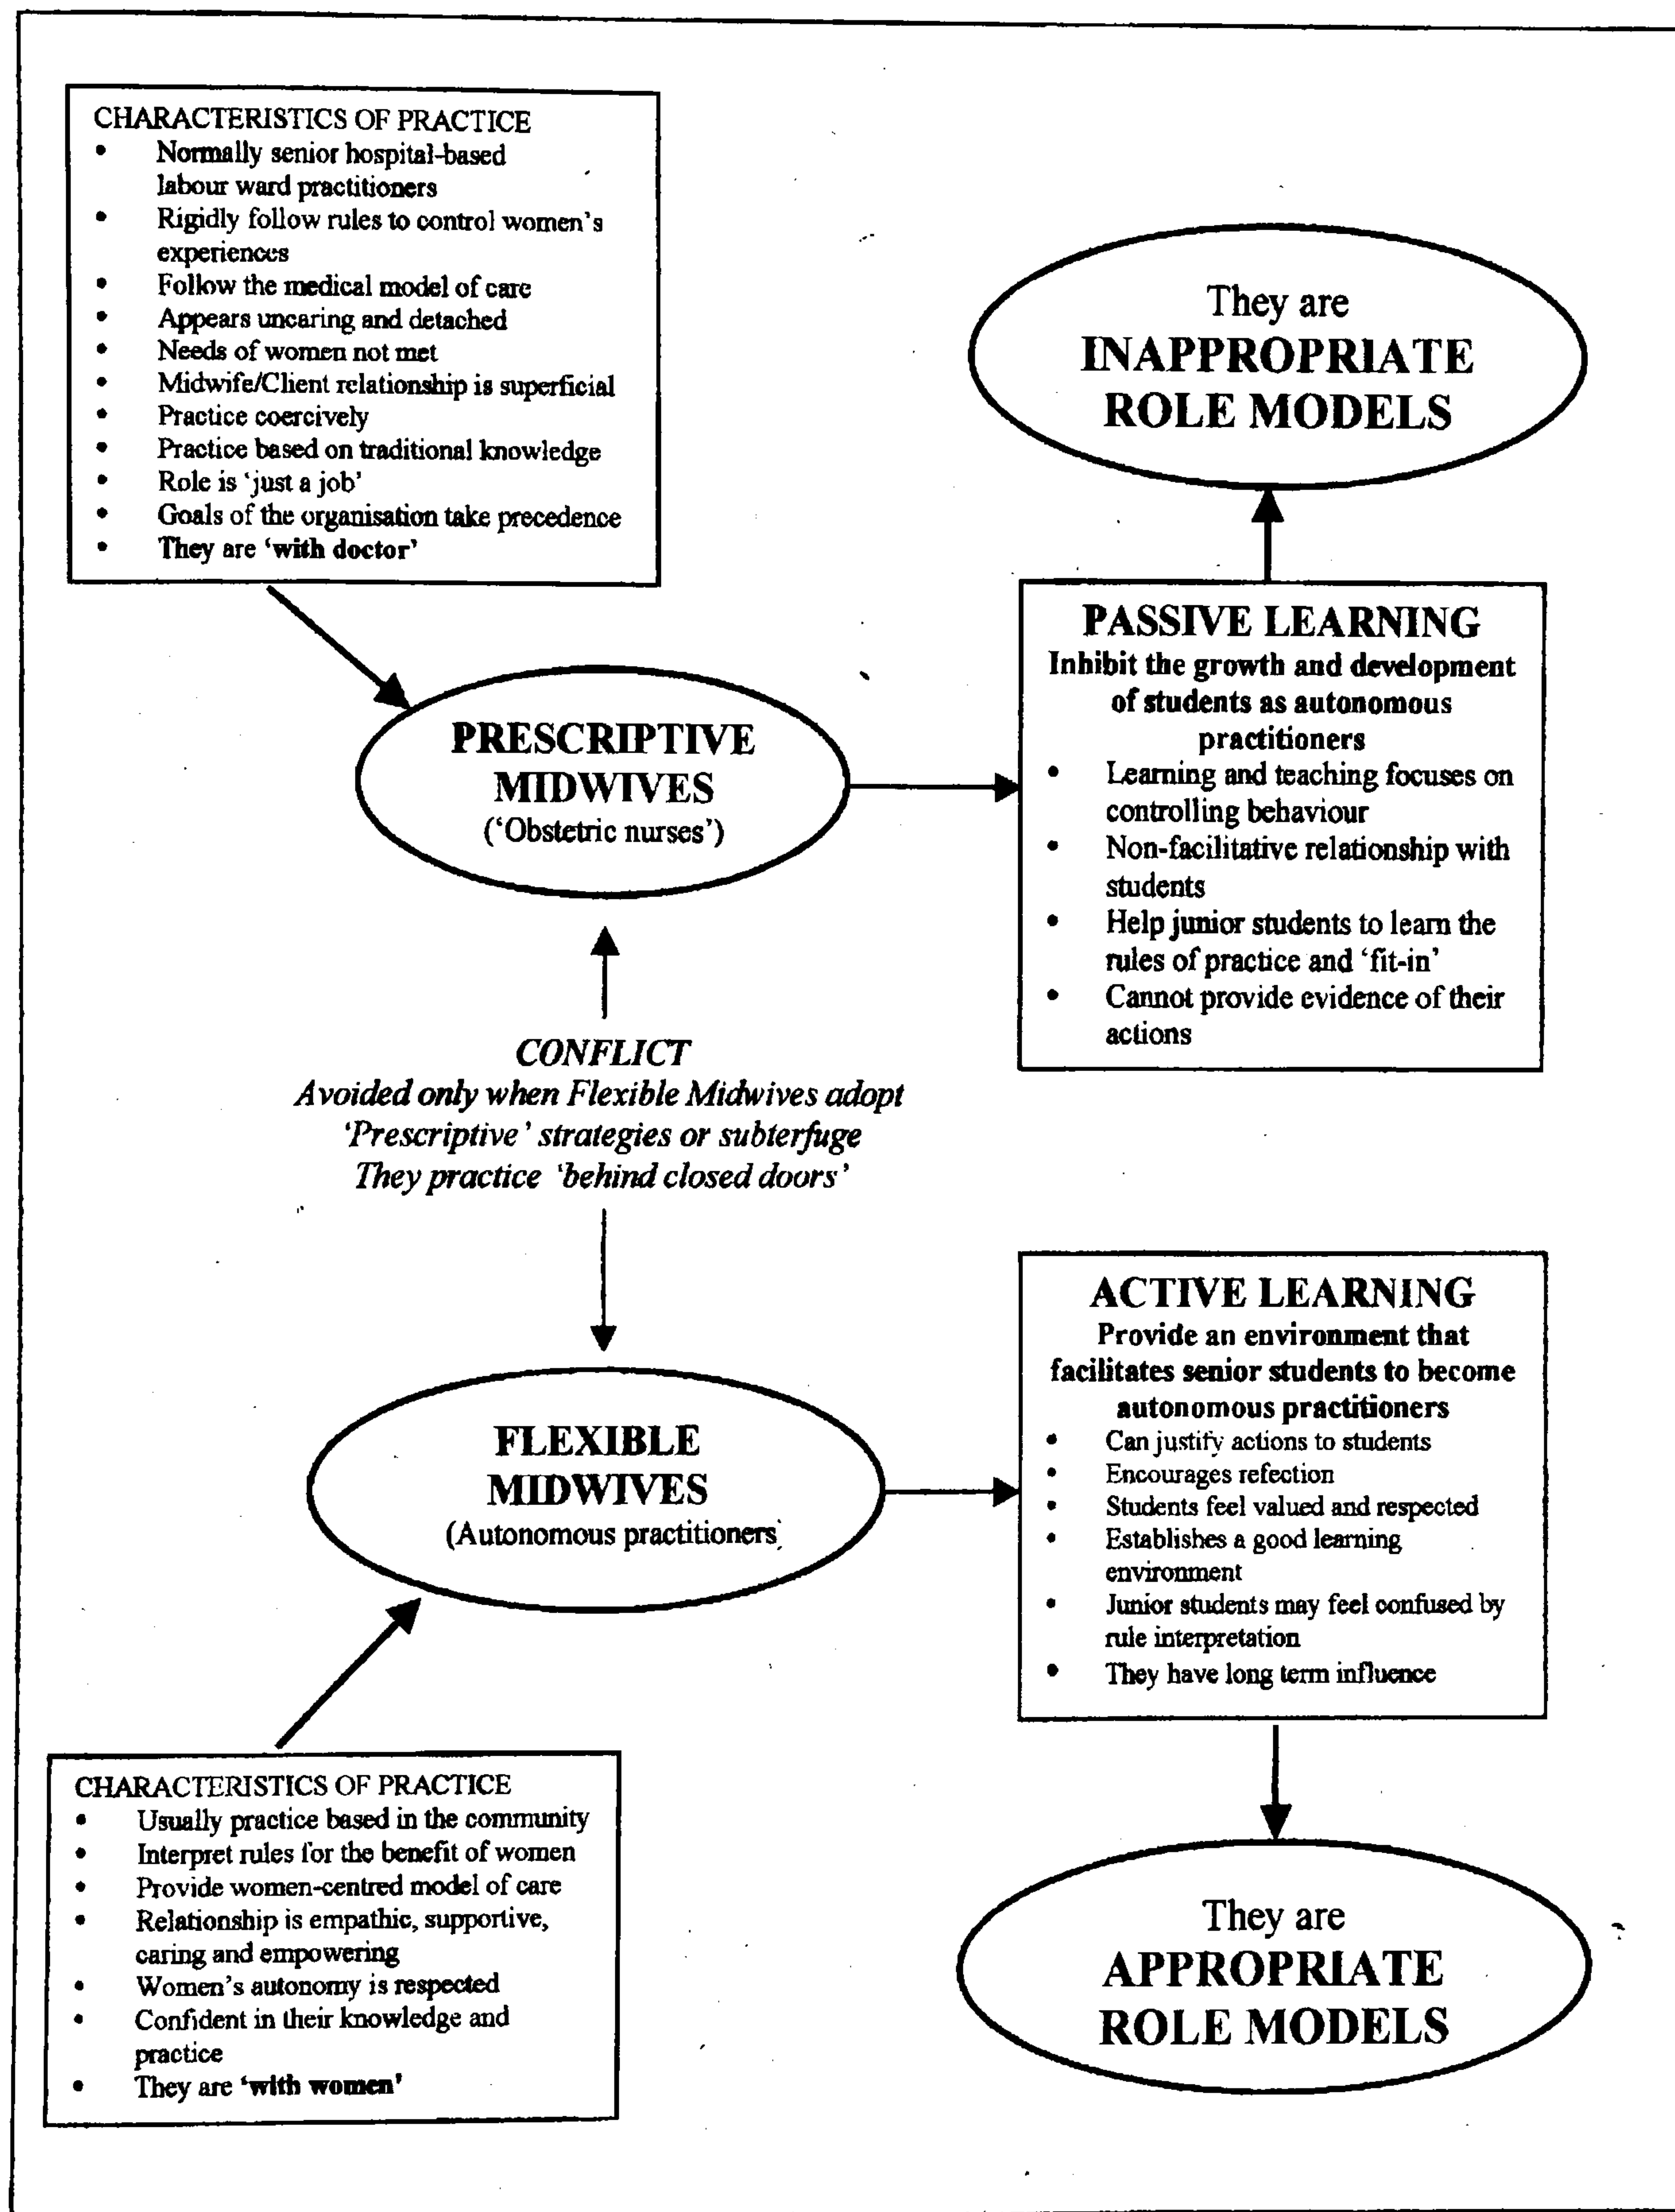 CHARACTERISTICS OF PRACTICE
• Normally senior hospital-based
labour ward practitioners
• Rigidly follow rules to control women's
experiences
• Follow the medical model of care
• Appears uncaring and detached
• Needs of women not met
• Midwife/Client relationship is superficial
• Practice coercively
• Practice based on traditional knowledge
• Role is 'just a job'
• Goals of the organisation take precedence
• They are 'with doctor'
They are
INAPPROPRIATE
ROLE MODELS
PRESCRIPTIVE
MIDWIVES
('Obstetric nurses')
PASSIVE LEARNING
Inhibit the growth and development
of students as autonomous
practitioners
• Learning and teaching focuses on
controlling behaviour
• Non-facilitative relationship with
students
• Help junior students to learn the
rules of practice and 'fit-in'
• Cannot provide evidence of their
actions
CONFLICT
Avoided only when Flexible Midwives adopt
'Prescriptive' strategies or subterfuge
They practice 'behind closed doors'
FLEXIBLE
MIDWIVES
(Autonomous practitioners)
ACTIVE LEARNING
Provide an environment that
facilitates senior students to become
autonomous practitioners
• Can justify actions to students
• Encourages refection
• Students feel valued and respected
• Establishes a good learning
environment
• Junior students may feel confused by
rule interpretation
• They have long term influence
CHARACTERISTICS OF PRACTICE
• Usually practice based in the community
• Interpret rules for the benefit of women
• Provide women-centred model of care
• Relationship is empathic, supportive,
caring and empowering
• Women's autonomy is respected
• Confident in their knowledge and
practice
• They are 'with women'
They are
APPROPRIATE
ROLE MODELS